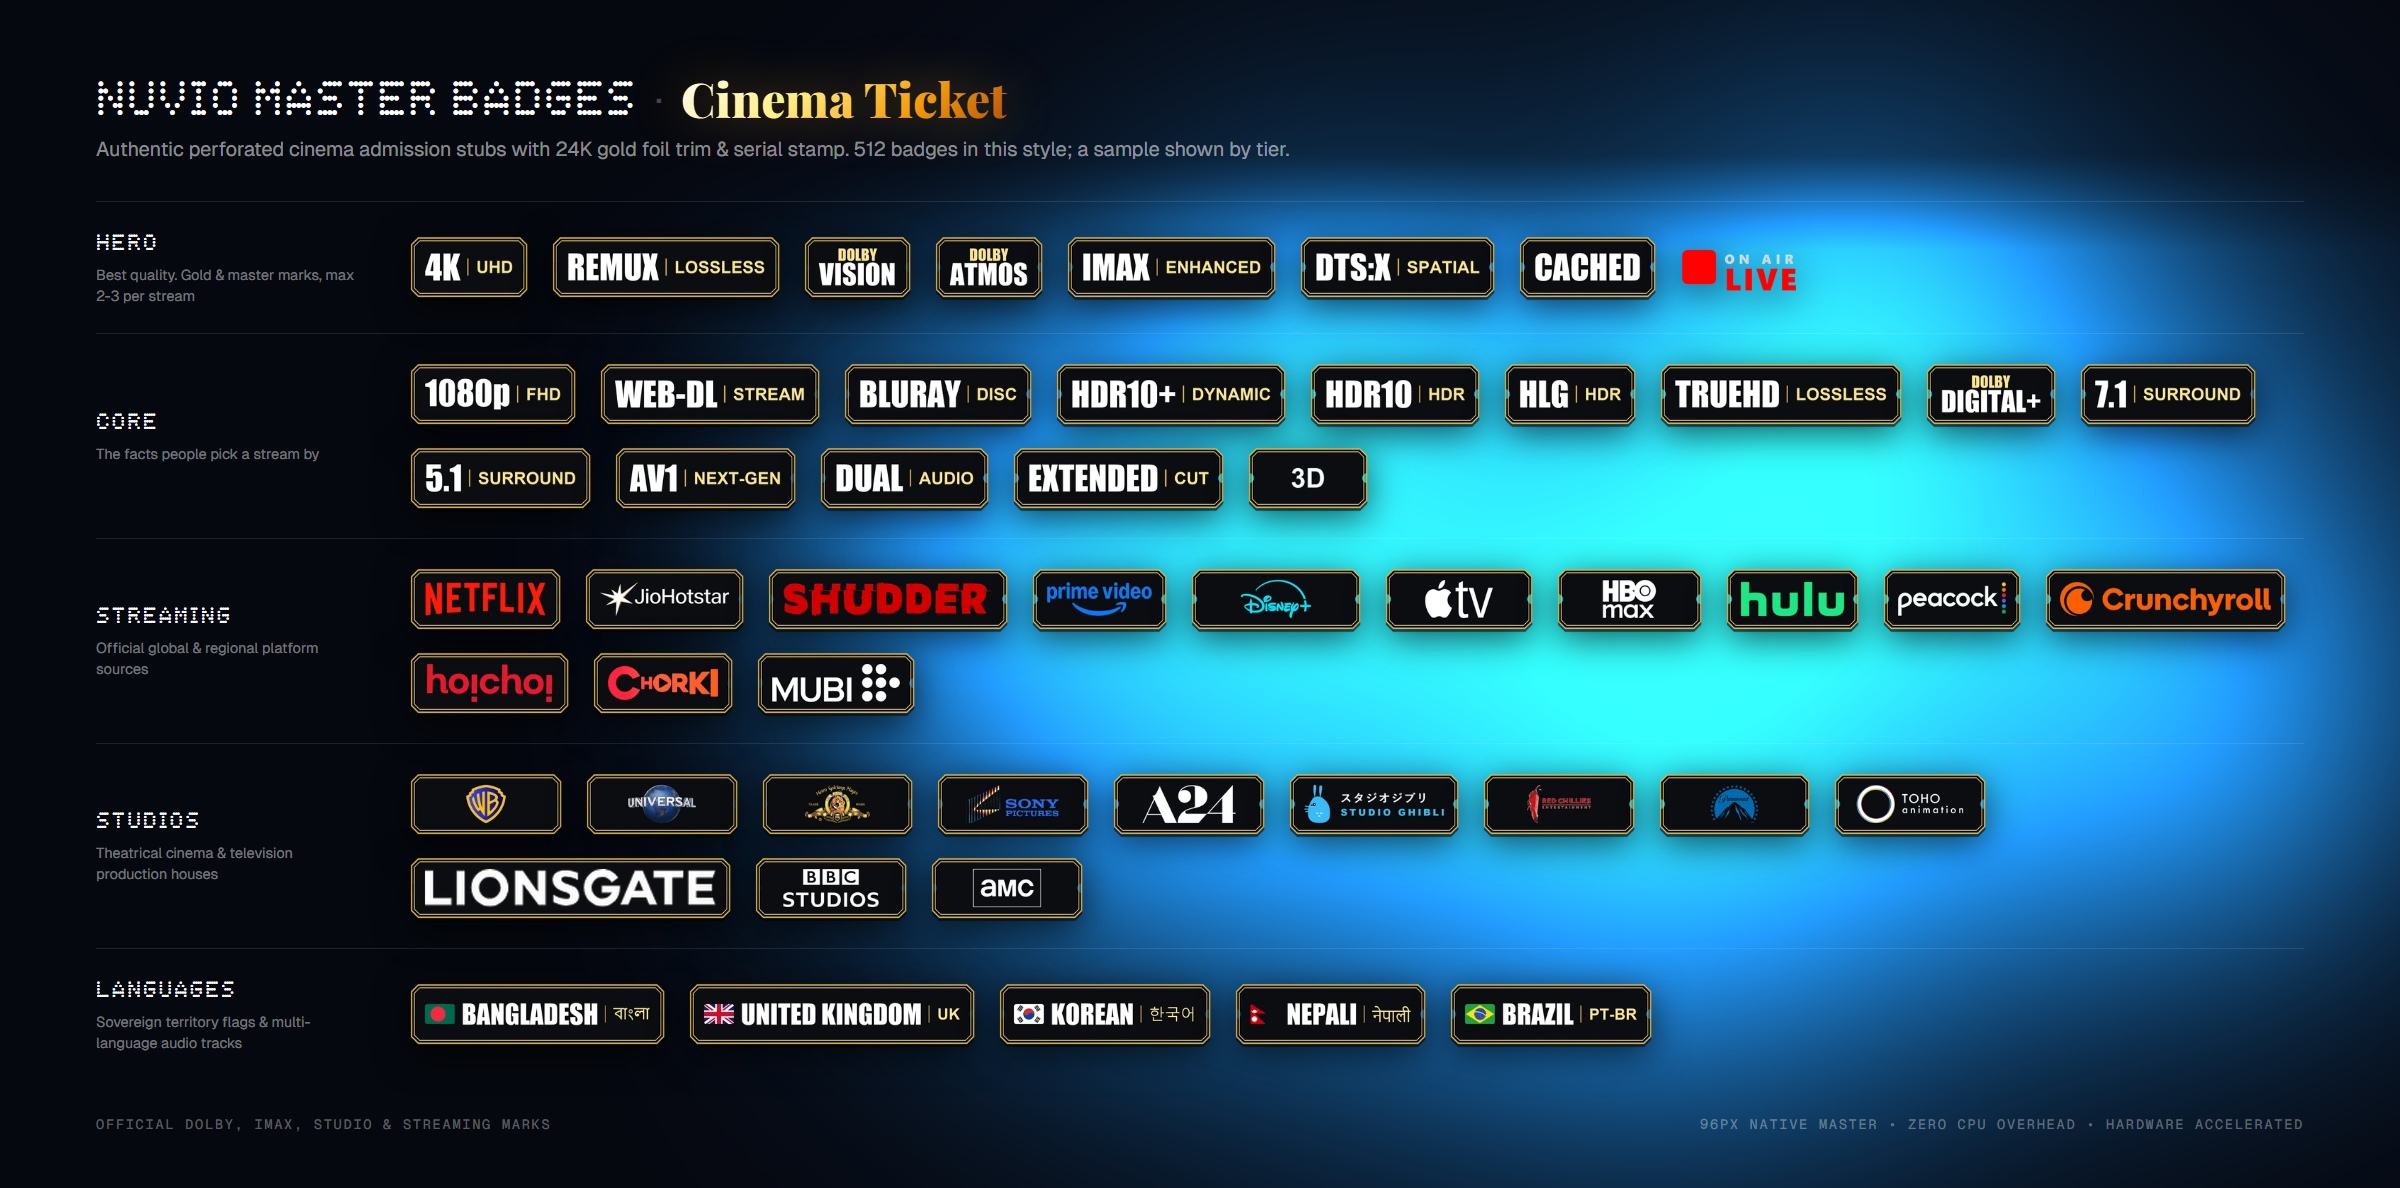 NUVIO MASTER BADGES · Cinema Ticket
Authentic perforated cinema admission stubs with 24K gold foil trim & serial stamp. 512 badges in this style; a sample shown by tier.
HERO
Best quality. Gold & master marks, max
2-3 per stream
4K | UHD
REMUX | LOSSLESS
DOLBY
VISION
DOLBY
ATMOS
IMAX | ENHANCED
DTS:X | SPATIAL
CACHED
ON AIR
LIVE
CORE
The facts people pick a stream by
1080p | FHD
WEB-DL | STREAM
BLURAY | DISC
HDR10+ | DYNAMIC
HDR10 | HDR
HLG | HDR
TRUEHD | LOSSLESS
DOLBY
DIGITAL+
7.1 | SURROUND
5.1 | SURROUND
AV1 | NEXT-GEN
DUAL | AUDIO
EXTENDED | CUT
3D
STREAMING
Official global & regional platform
sources
NETFLIX
JioHotstar
SHUDDER
prime video
Disney+
tv
HBO
max
hulu
peacock
Crunchyroll
hoichoi
CHORKI
MUBI
STUDIOS
Theatrical cinema & television
production houses
WB
UNIVERSAL
SONY
PICTURES
A24
スタジオジブリ
STUDIO GHIBLI
RED CHILLIES
ENTERTAINMENT
Paramount
TOHO
animation
LIONSGATE
BBC
STUDIOS
aMC
LANGUAGES
Sovereign territory flags & multi-
language audio tracks
BANGLADESH | বাংলা
UNITED KINGDOM | UK
KOREAN | 한국어
NEPALI | नेपाली
BRAZIL | PT-BR
OFFICIAL DOLBY, IMAX, STUDIO & STREAMING MARKS
96PX NATIVE MASTER • ZERO CPU OVERHEAD • HARDWARE ACCELERATED